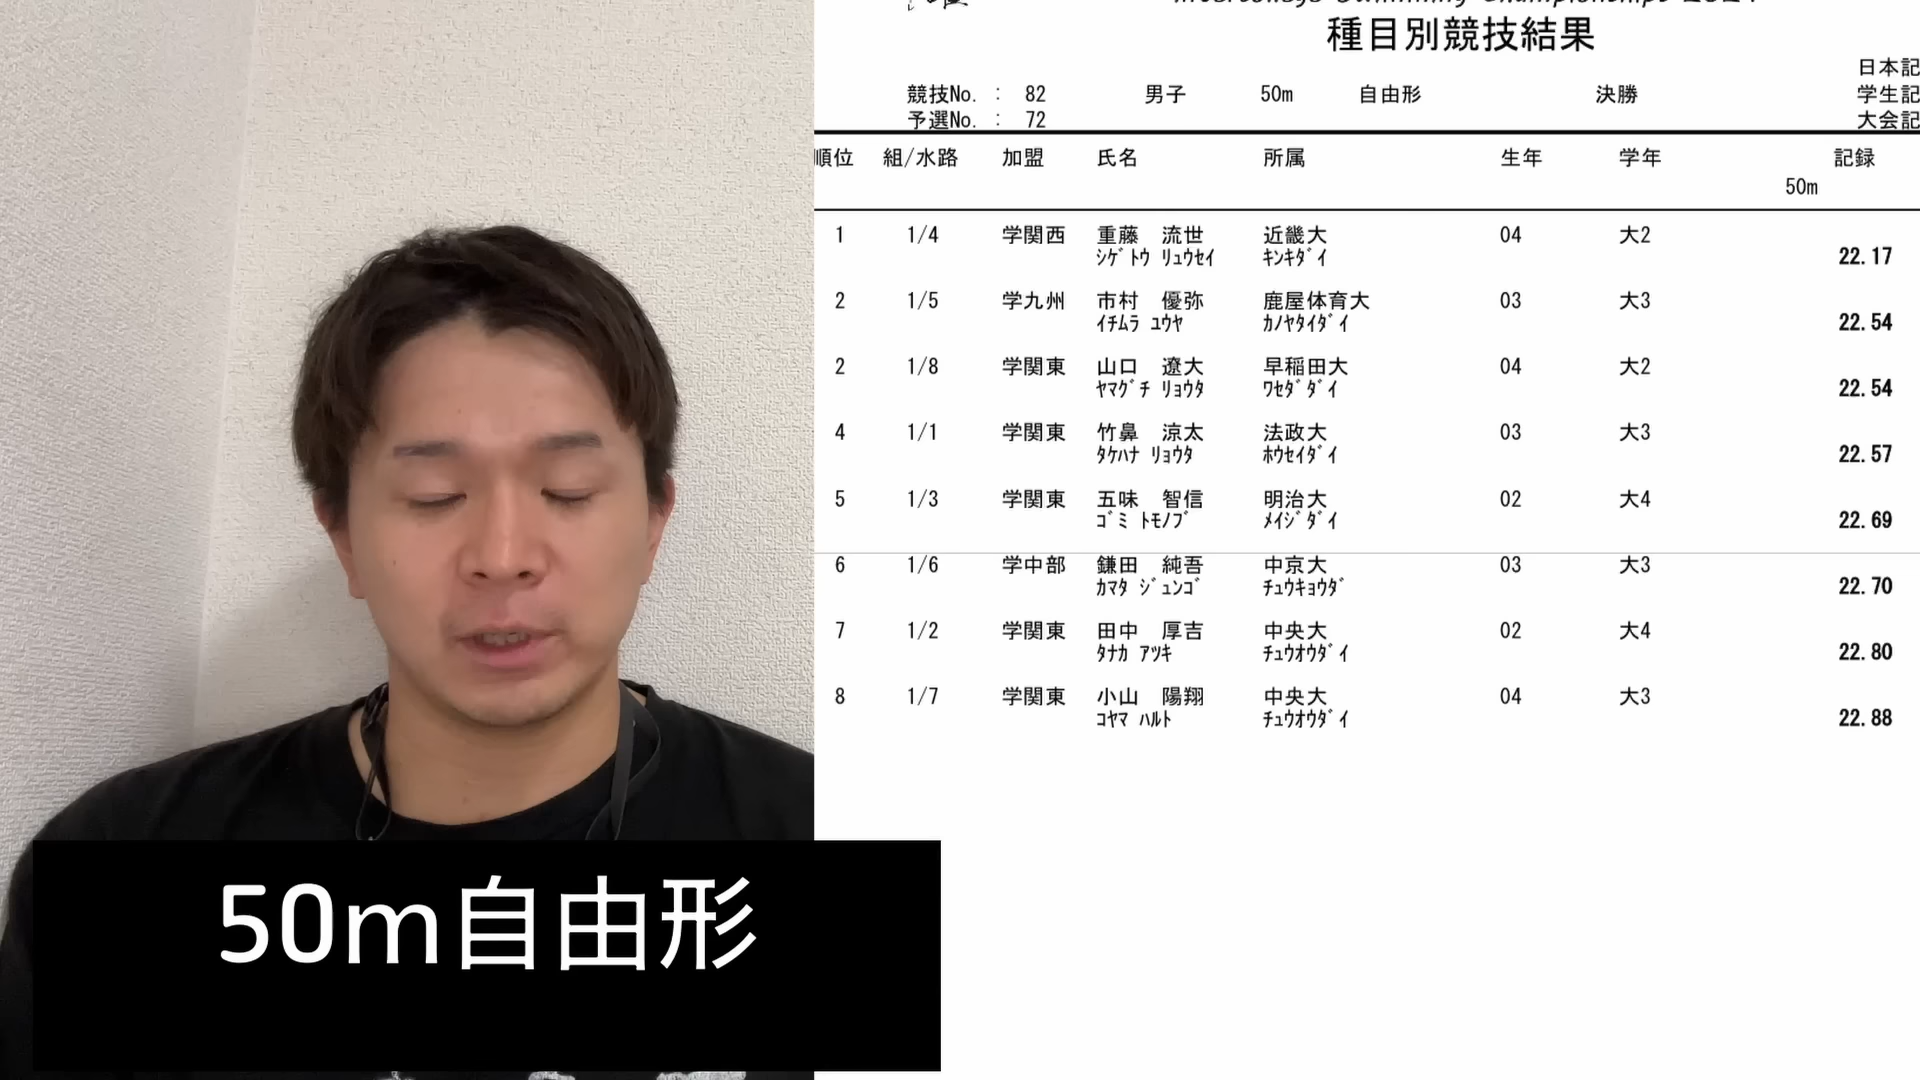 種目別競技結果
日本記
競技No. : 82 男子 50m 自由形 決勝 学生記
予選No. : 72 大会記
順位 組/水路 加盟 氏名 所属 生年 学年 記録
50m
1 1/4 学関西 重藤 流世 近畿大 04 大2
ｼｹﾞﾄｳ ﾘｭｳｾｲ ｷﾝｷﾀﾞｲ 22.17
2 1/5 学九州 市村 優弥 鹿屋体育大 03 大3
ｲﾁﾑﾗ ﾕｳﾔ ｶﾉﾔﾀｲﾀﾞｲ 22.54
2 1/8 学関東 山口 遼大 早稲田大 04 大2
ﾔﾏｸﾞﾁ ﾘｮｳﾀ ﾜｾﾀﾞﾀﾞｲ 22.54
4 1/1 学関東 竹鼻 涼太 法政大 03 大3
ﾀｹﾊﾅ ﾘｮｳﾀ ﾎｳｾｲﾀﾞｲ 22.57
5 1/3 学関東 五味 智信 明治大 02 大4
ｺﾞﾐ ﾄﾓﾉﾌﾞ ﾒｲｼﾞﾀﾞｲ 22.69
6 1/6 学中部 鎌田 純吾 中京大 03 大3
ｶﾏﾀ ｼﾞｭﾝｺﾞ ﾁｭｳｷｮｳﾀﾞ 22.70
7 1/2 学関東 田中 厚吉 中央大 02 大4
ﾀﾅｶ ｱﾂｷ ﾁｭｳｵｳﾀﾞｲ 22.80
8 1/7 学関東 小山 陽翔 中央大 04 大3
ｺﾔﾏ ﾊﾙﾄ ﾁｭｳｵｳﾀﾞｲ 22.88
50m自由形